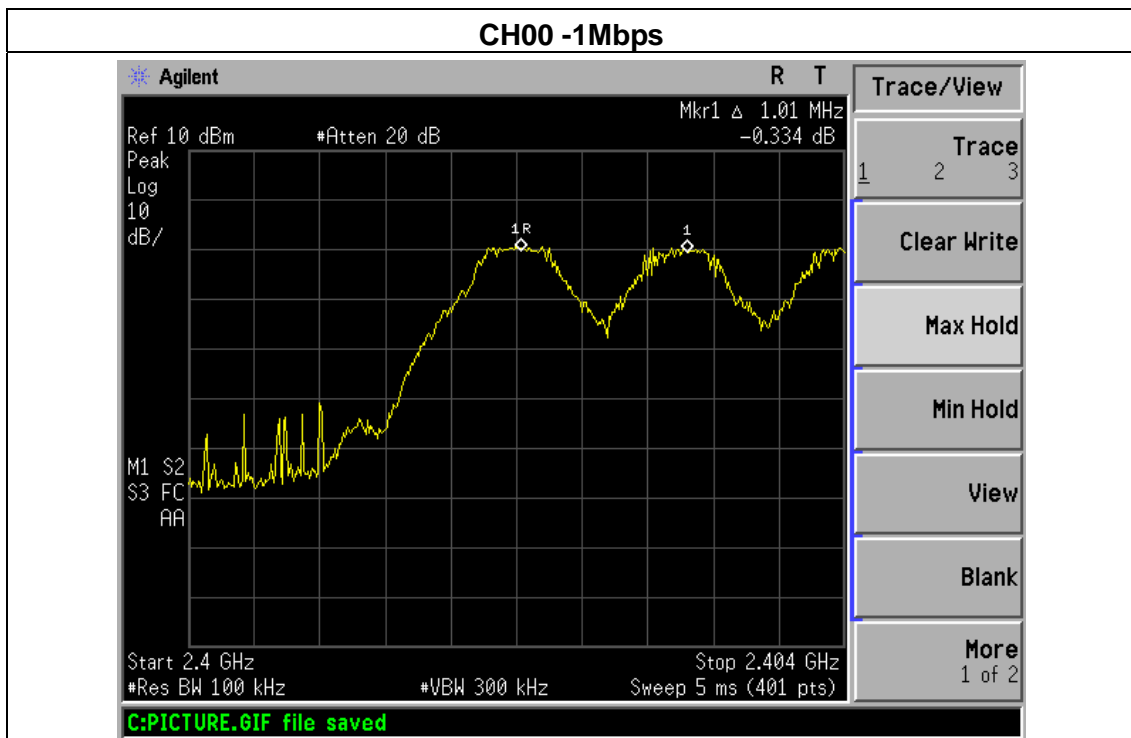 CH00 -1Mbps
Agilent R T
Trace/View
Mkr1 Δ 1.01 MHz
Ref 10 dBm #Atten 20 dB -0.334 dB
Peak
Log
10
dB/
1R
1
M1 S2
S3 FC
AA
Start 2.4 GHz Stop 2.404 GHz
#Res BW 100 kHz #VBW 300 kHz Sweep 5 ms (401 pts)
C:PICTURE.GIF file saved
Trace
1 2 3
Clear Write
Max Hold
Min Hold
View
Blank
More
1 of 2